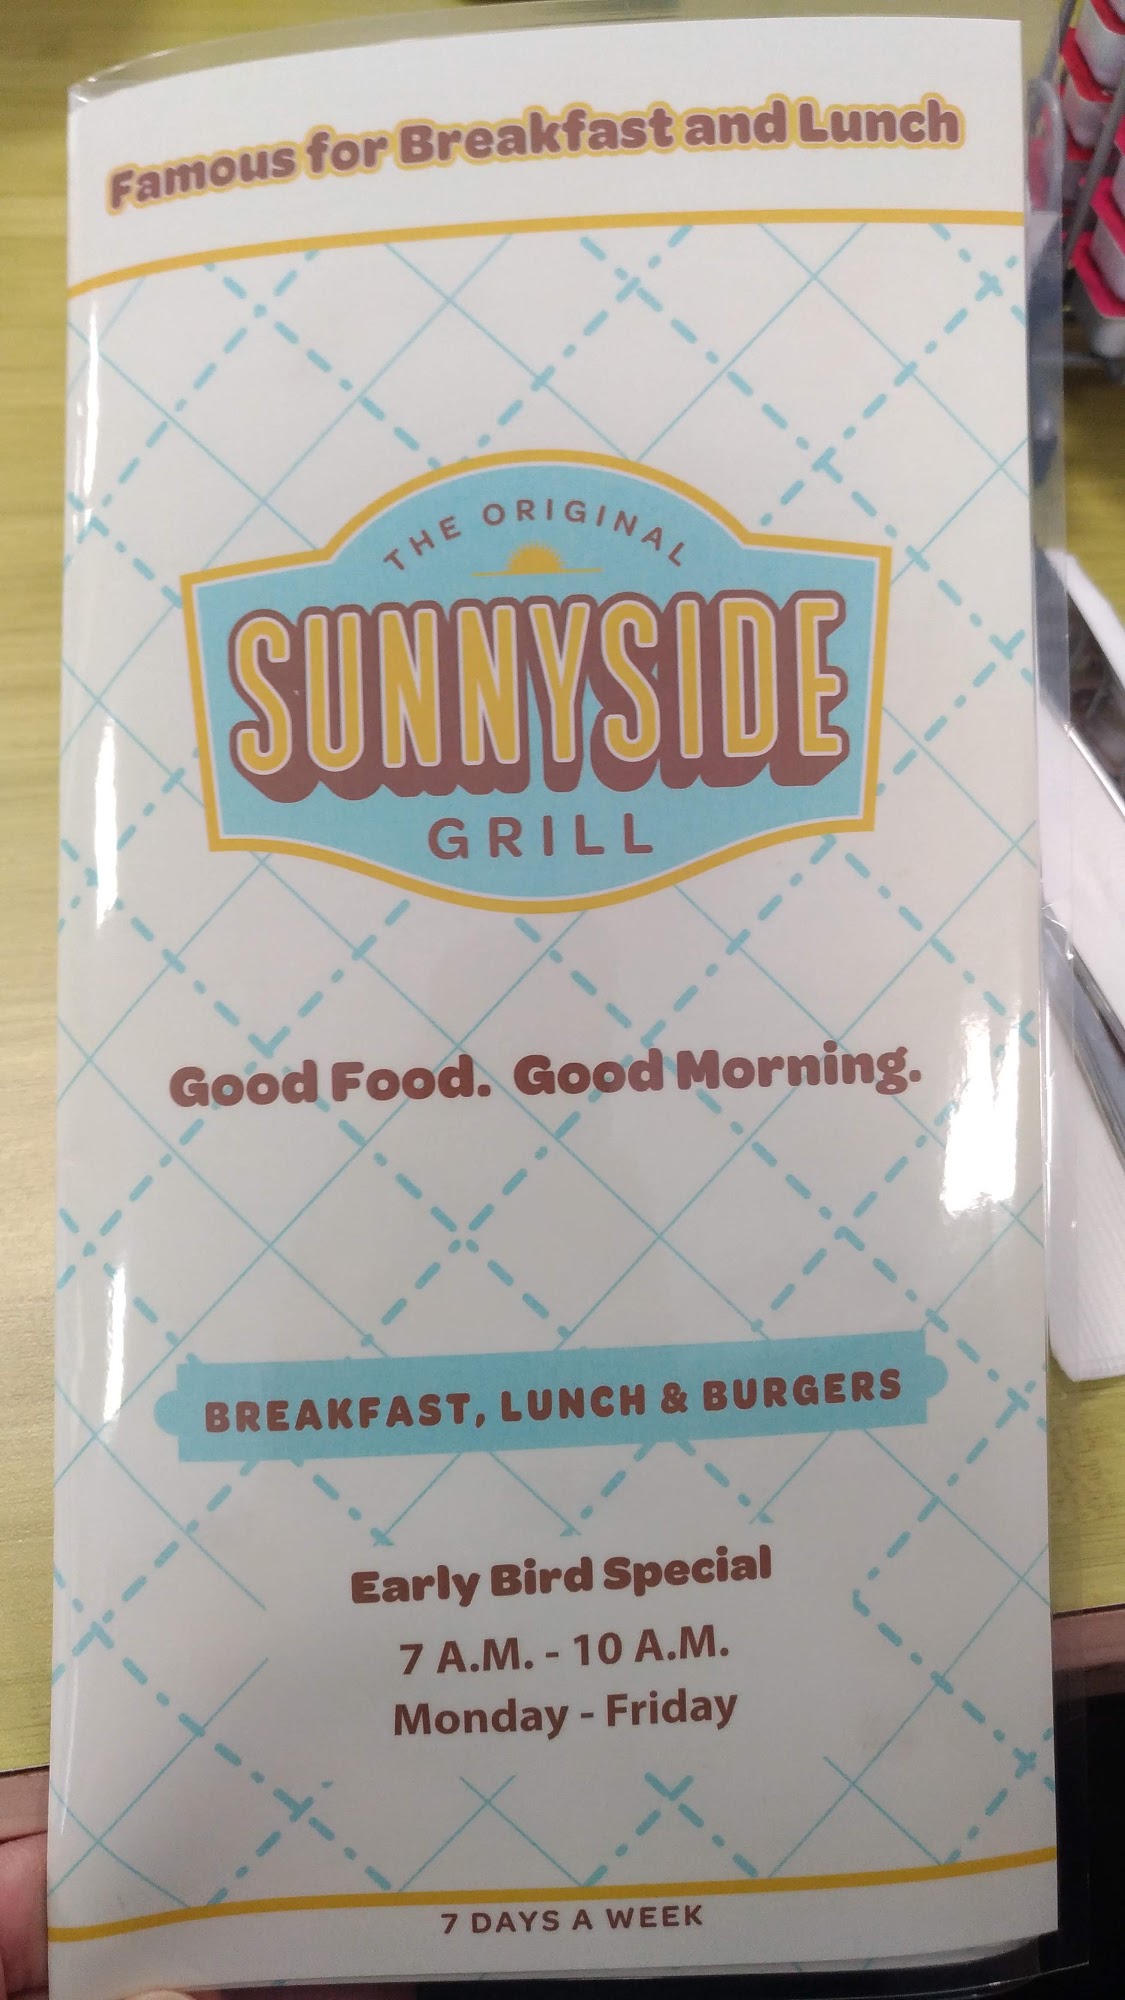 Famous for Breakfast and Lunch
THE ORIGINAL
SUNNYSIDE
GRILL
Good Food. Good Morning.
BREAKFAST, LUNCH & BURGERS
Early Bird Special
7 A.M. - 10 A.M.
Monday - Friday
7 DAYS A WEEK